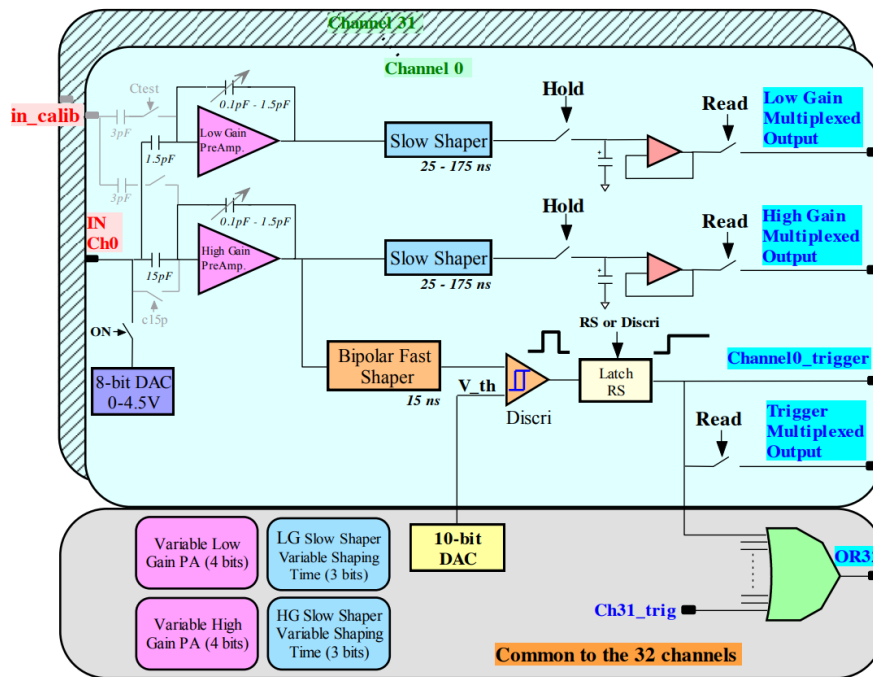 Channel 31
Channel 0
in_calib
Ctest
3pF
1.5pF
0.1pF - 1.5pF
Low Gain
PreAmp.
Slow Shaper
25 - 175 ns
Hold
Read
Low Gain
Multiplexed
Output
3pF
IN
Ch0
15pF
c15p
0.1pF - 1.5pF
High Gain
PreAmp.
Slow Shaper
25 - 175 ns
Hold
Read
High Gain
Multiplexed
Output
ON
8-bit DAC
0-4.5V
Bipolar Fast
Shaper
15 ns
V_th
Discri
RS or Discri
Latch
RS
Channel0_trigger
Read
Trigger
Multiplexed
Output
Variable Low
Gain PA (4 bits)
LG Slow Shaper
Variable Shaping
Time (3 bits)
10-bit
DAC
Variable High
Gain PA (4 bits)
HG Slow Shaper
Variable Shaping
Time (3 bits)
OR32
Ch31_trig
Common to the 32 channels